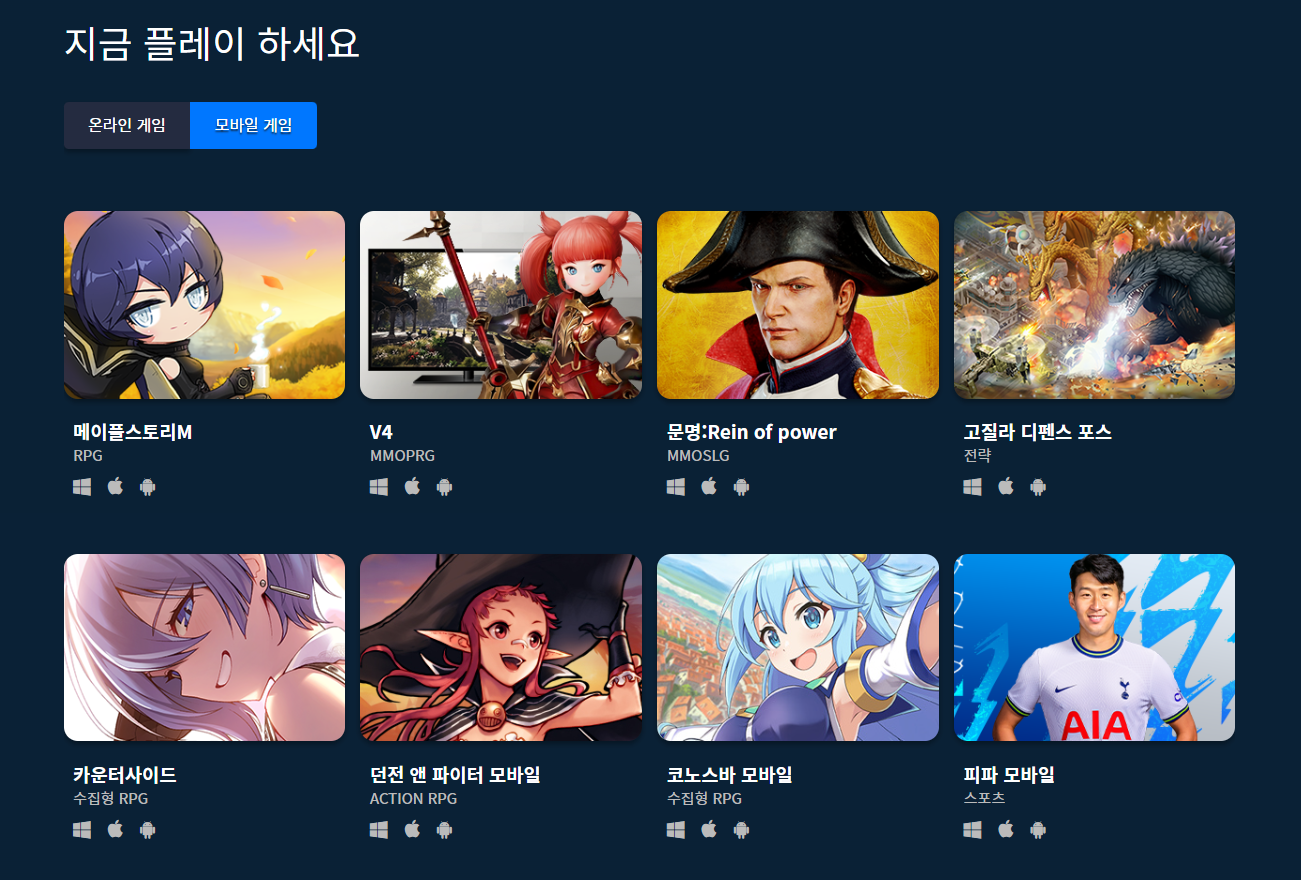 지금 플레이 하세요
온라인 게임
모바일 게임
메이플스토리M
RPG
V4
MMOPRG
문명:Rein of power
MMOSLG
고질라 디펜스 포스
전략
카운터사이드
수집형 RPG
던전 앤 파이터 모바일
ACTION RPG
코노스바 모바일
수집형 RPG
AIA
피파 모바일
스포츠